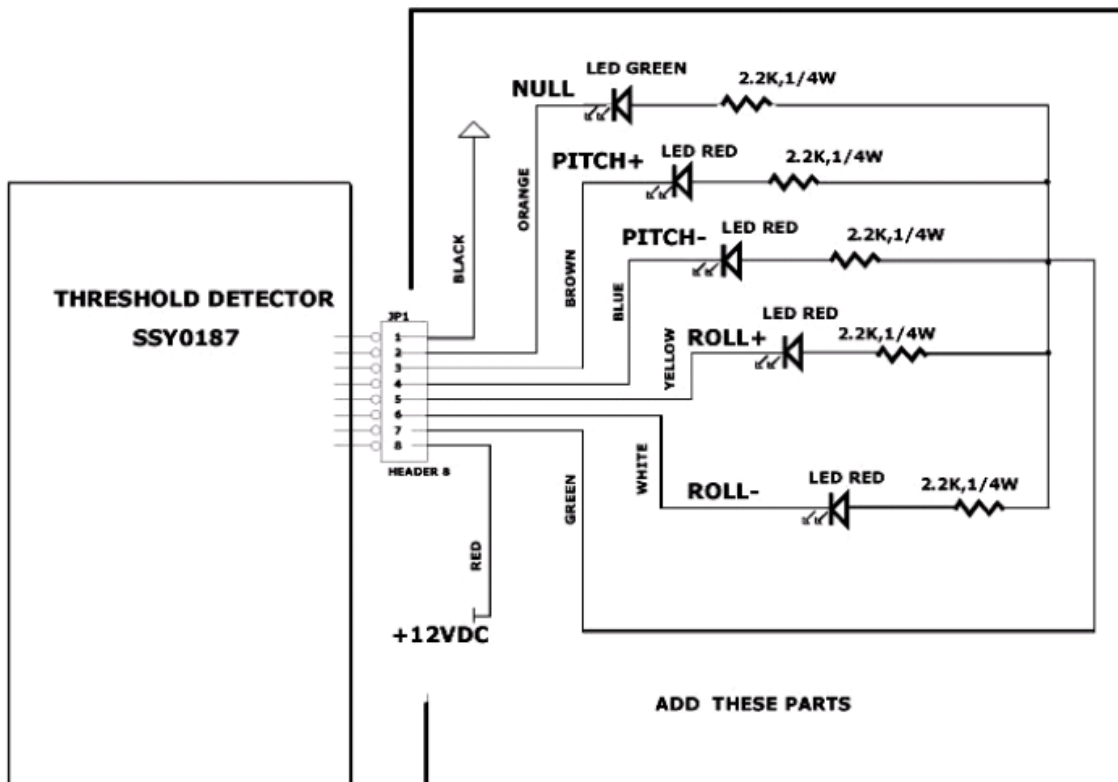 LED GREEN
2.2K,1/4W
NULL
LED RED
2.2K,1/4W
PITCH+
ORANGE
BLACK
LED RED
2.2K,1/4W
PITCH-
BROWN
BLUE
THRESHOLD DETECTOR
SSY0187
JP1
LED RED
2.2K,1/4W
ROLL+
YELLOW
1
2
3
4
5
6
7
8
HEADER 8
WHITE
GREEN
LED RED
2.2K,1/4W
ROLL-
RED
+12VDC
ADD THESE PARTS